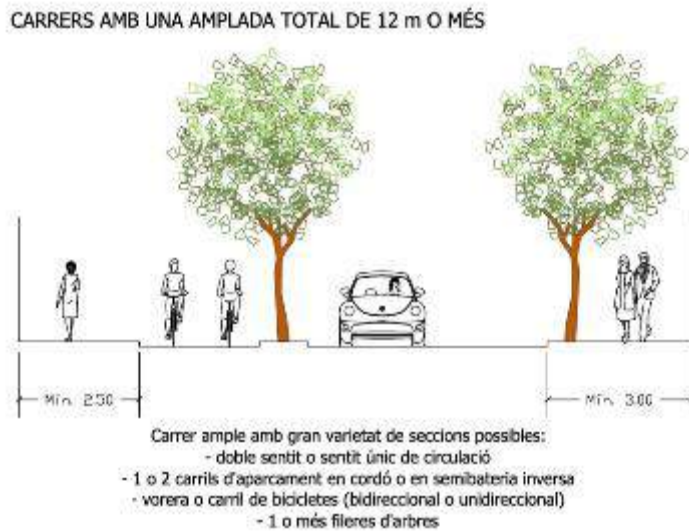 CARRERS AMB UNA AMPLADA TOTAL DE 12 m O MÉS
Mín. 2.50
Mín. 3.00
Carrer ample amb gran varietat de seccions possibles:
- doble sentit o sentit únic de circulació
- 1 o 2 carrils d'aparcament en cordó o en semibateria inversa
- vorera o carril de bicicletes (bidireccional o unidireccional)
- 1 o més fileres d'arbres